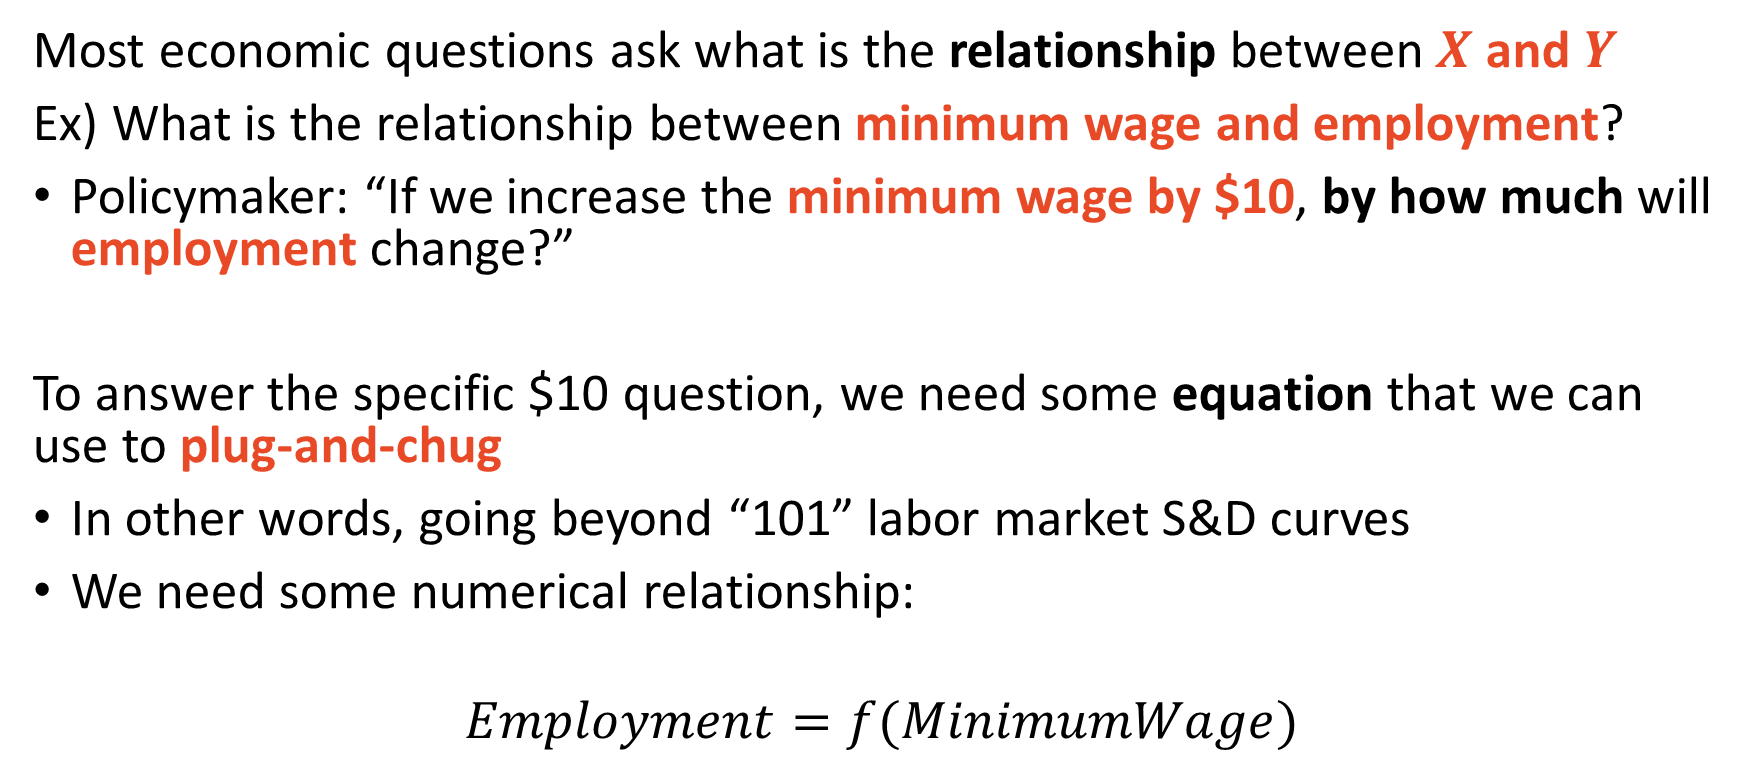 Most economic questions ask what is the relationship between X and Y
Ex) What is the relationship between minimum wage and employment?
• Policymaker: “If we increase the minimum wage by $10, by how much will
employment change?”
To answer the specific $10 question, we need some equation that we can
use to plug-and-chug
• In other words, going beyond “101” labor market S&D curves
• We need some numerical relationship:
Employment = f(MinimumWage)